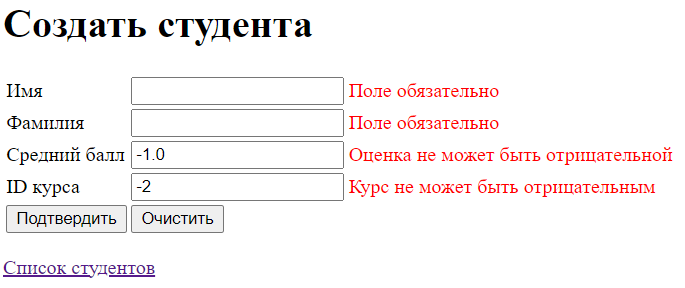 Создать студента
Имя Поле обязательно
Фамилия Поле обязательно
Средний балл -1.0 Оценка не может быть отрицательной
ID курса -2 Курс не может быть отрицательным
Подтвердить Очистить
Список студентов